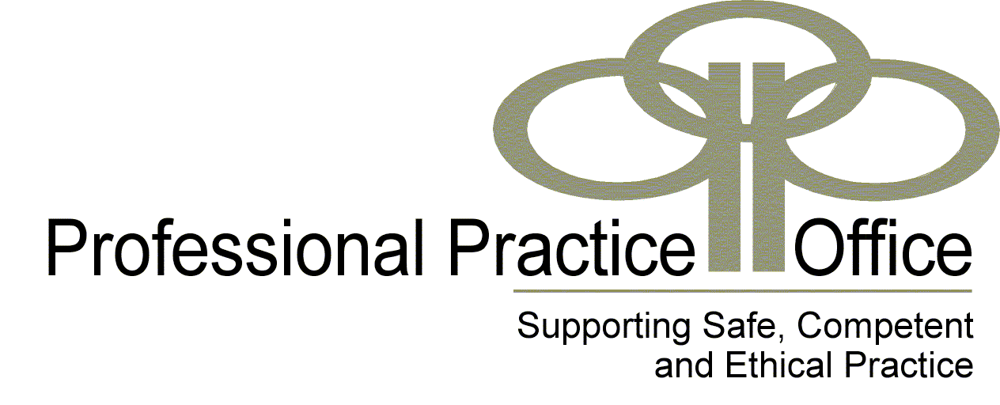 Professional Practice Office
Supporting Safe, Competent
and Ethical Practice